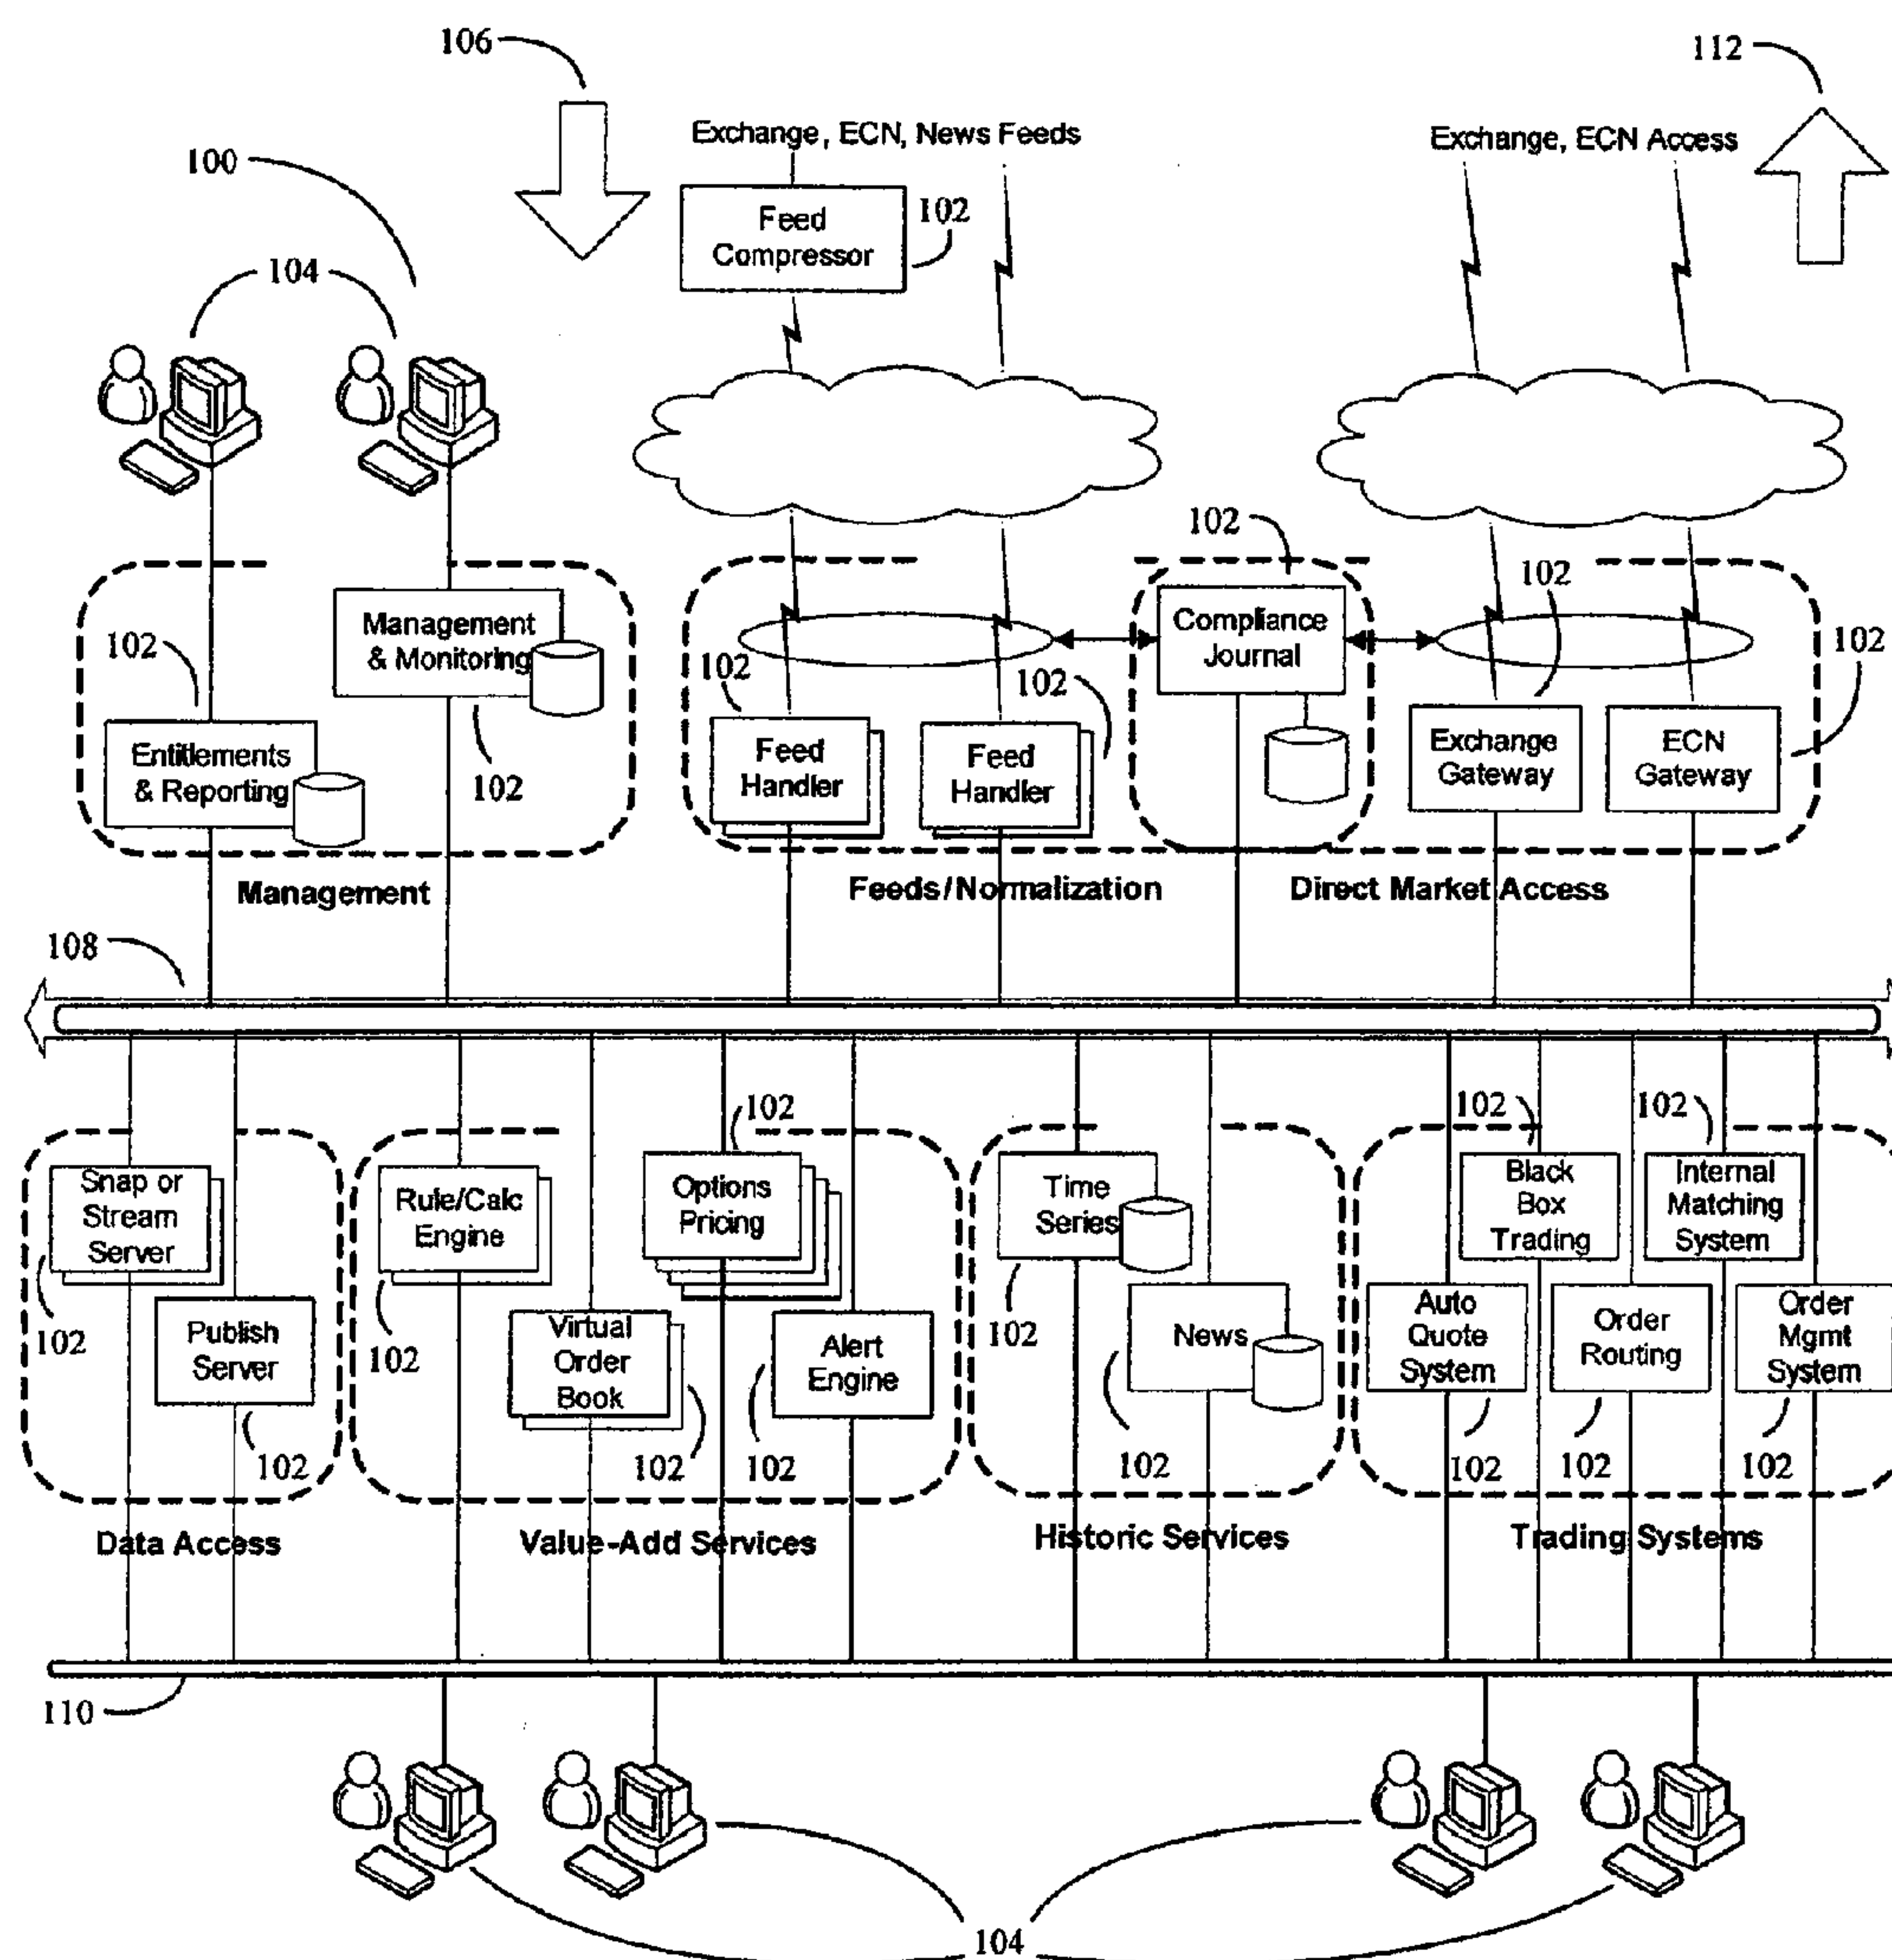 106
112
Exchange, ECN, News Feeds
Exchange, ECN Access
100
Feed
Compressor
102
104
102
Management
& Monitoring
102
Compliance
Journal
102
102
102
102
Entitlements
& Reporting
102
Feed
Handler
Feed
Handler
Exchange
Gateway
ECN
Gateway
102
Management
Feeds/Normalization
Direct Market Access
108
102
102
102
Snap or
Stream
Server
Rule/Calc
Engine
Options
Pricing
Time
Series
Black
Box
Trading
Internal
Matching
System
102
Publish
Server
102
Virtual
Order
Book
102
Alert
Engine
102
News
102
Auto
Quote
System
Order
Routing
Order
Mgmt
System
102
102
102
102
102
102
Data Access
Value-Add Services
Historic Services
Trading Systems
110
104